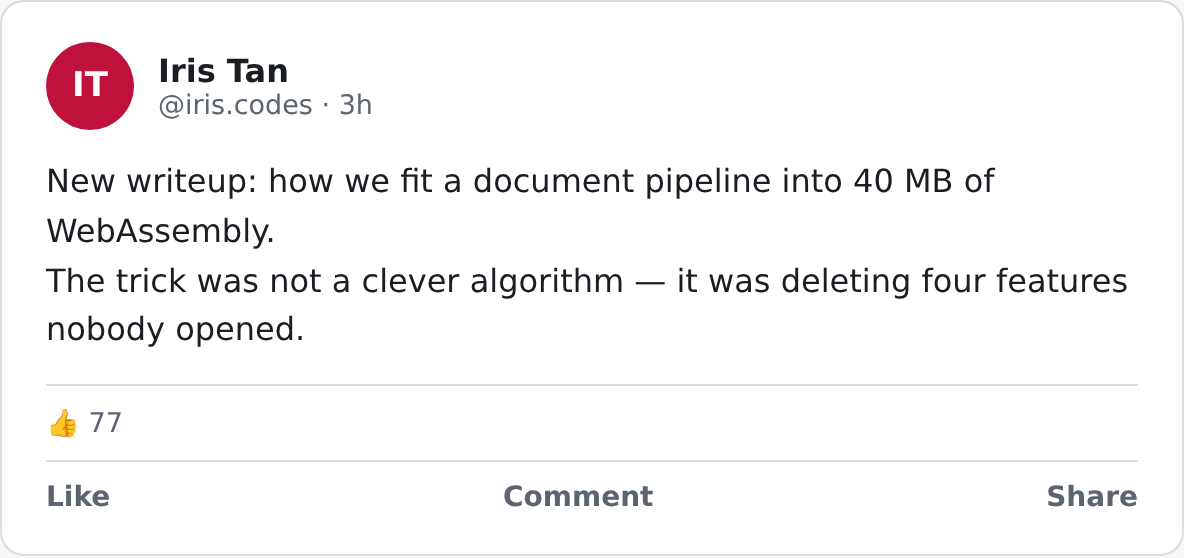 IT
Iris Tan
@iris.codes · 3h
New writeup: how we fit a document pipeline into 40 MB of
WebAssembly.
The trick was not a clever algorithm — it was deleting four features
nobody opened.
👍 77
Like Comment Share